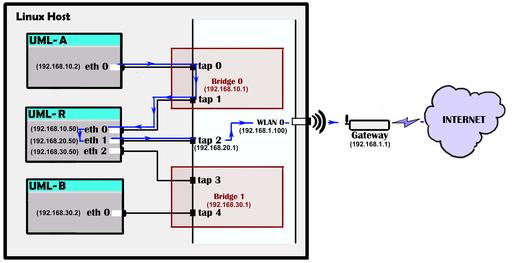 Linux Host
UML- A
(192.168.10.2) eth 0
tap 0
Bridge 0
(192.168.10.1)
tap 1
UML- R
(192.168.10.50) eth 0
(192.168.20.50) eth 1
(192.168.30.50) eth 2
tap 2
(192.168.20.1)
WLAN 0
(192.168.1.100)
Gateway
(192.168.1.1)
INTERNET
tap 3
UML- B
(192.168.30.2) eth 0
Bridge 1
(192.168.30.1)
tap 4